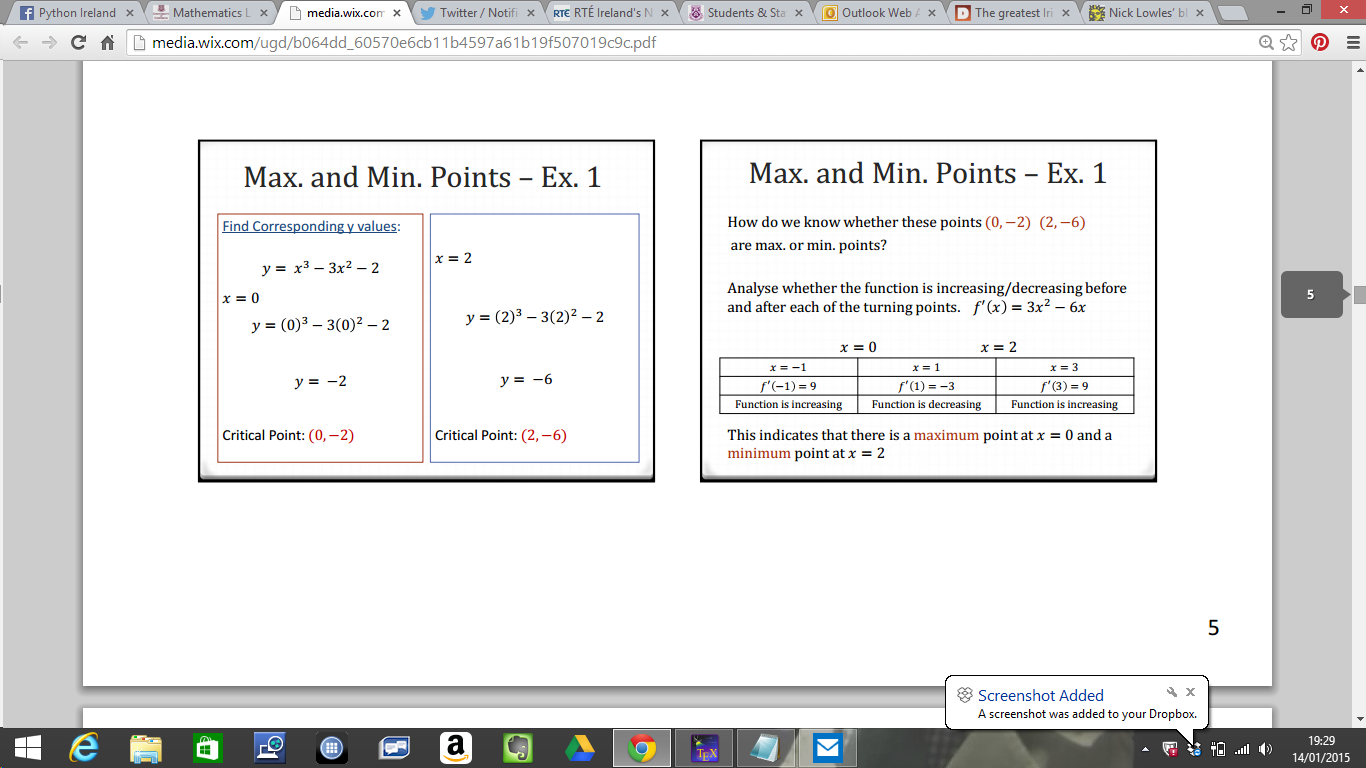 Python Ireland
Mathematics L
media.wix.com
Twitter / Notifi
RTÉ RTÉ Ireland's N
Students & Sta
Outlook Web A
The greatest Iri
Nick Lowles' bl
media.wix.com/ugd/b064dd_60570e6cb11b4597a61b19f507019c9c.pdf
Max. and Min. Points – Ex. 1
Find Corresponding y values:
y = x³ − 3x² − 2
x = 0
y = (0)³ − 3(0)² − 2
y = −2
Critical Point: (0, −2)
x = 2
y = (2)³ − 3(2)² − 2
y = −6
Critical Point: (2, −6)
Max. and Min. Points – Ex. 1
How do we know whether these points (0, −2) (2, −6)
are max. or min. points?
Analyse whether the function is increasing/decreasing before
and after each of the turning points. f′(x) = 3x² − 6x
x = 0 x = 2
x = −1 x = 1 x = 3
f′(−1) = 9 f′(1) = −3 f′(3) = 9
Function is increasing Function is decreasing Function is increasing
This indicates that there is a maximum point at x = 0 and a
minimum point at x = 2
5
5
Screenshot Added
A screenshot was added to your Dropbox.
19:29
14/01/2015